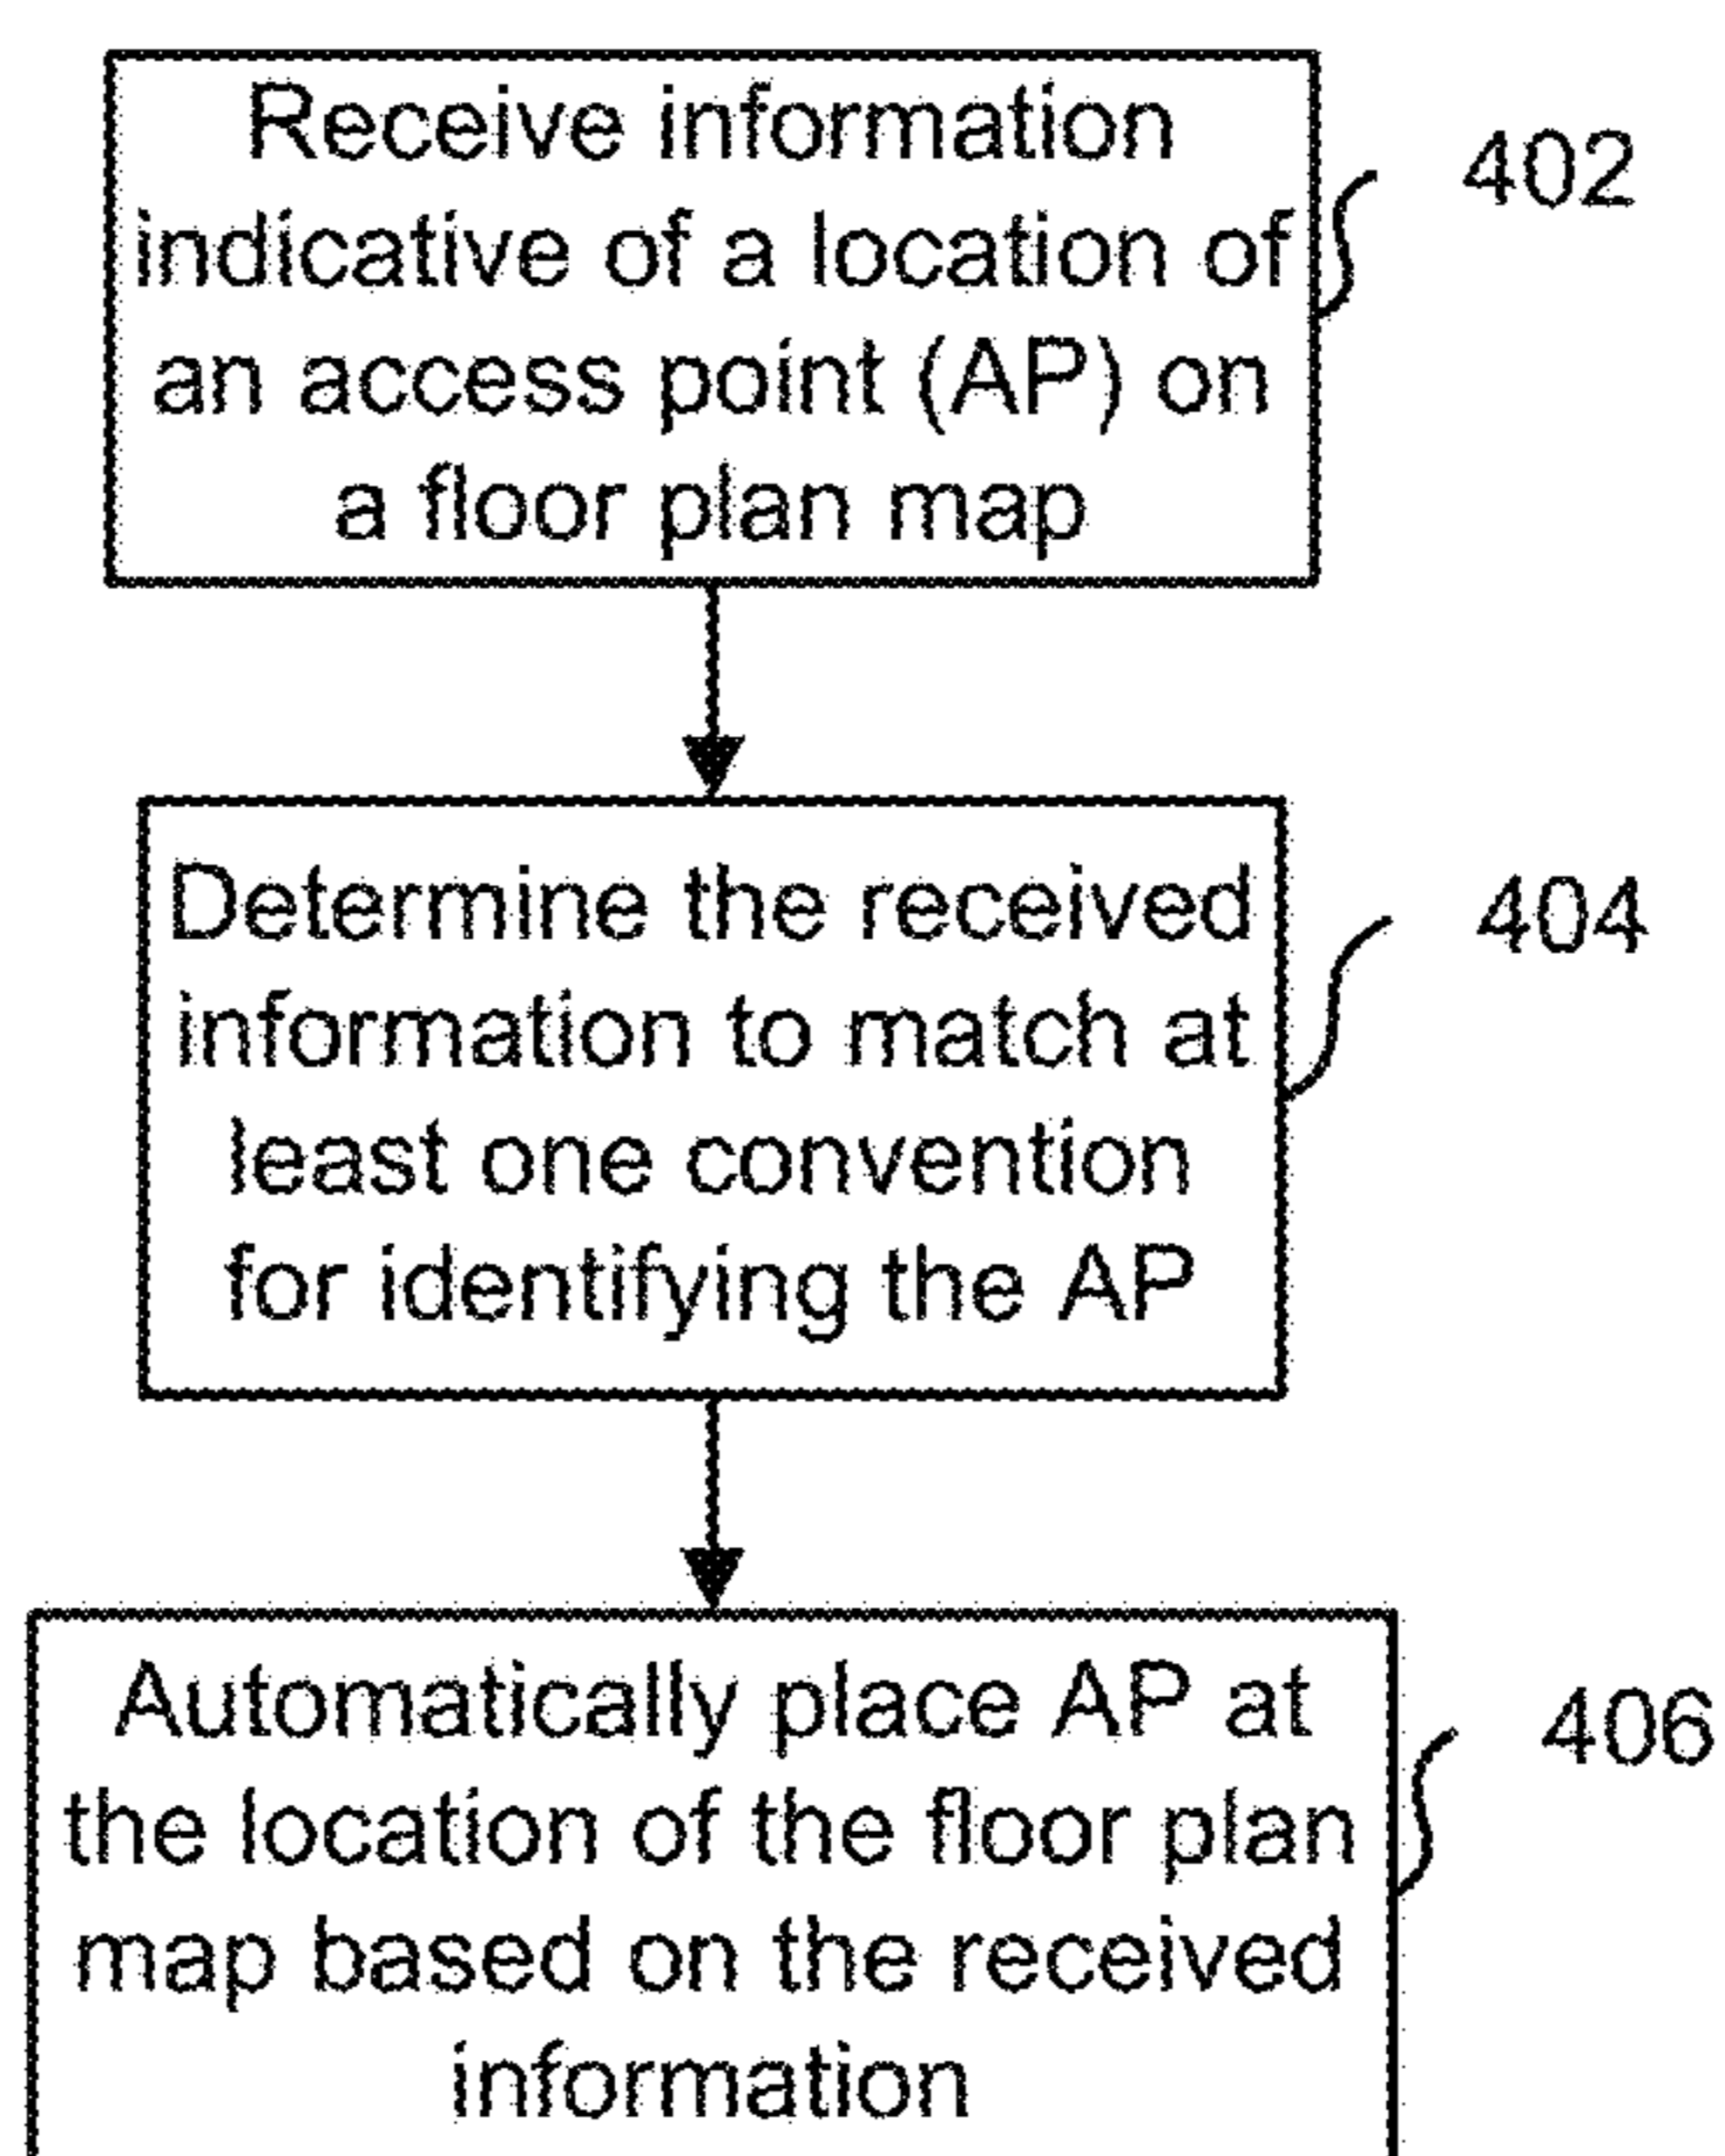 Receive information
indicative of a location of
an access point (AP) on
a floor plan map
402
Determine the received
information to match at
least one convention
for identifying the AP
404
Automatically place AP at
the location of the floor plan
map based on the received
information
406